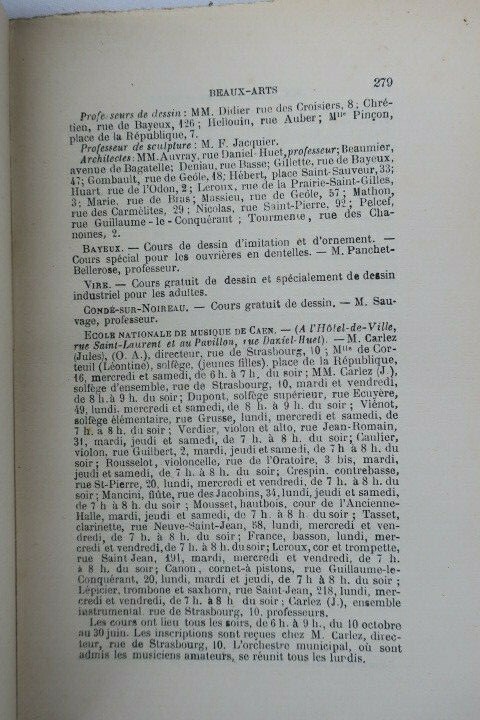 BEAUX-ARTS 279
Professeurs de dessin : MM. Didier rue des Croisiers, 8; Chré-
tien, rue de Bayeux, 126 ; Hellouin, rue Auber ; Mlle Pinçon,
place de la République, 7.
Professeur de sculpture : M. F. Jacquier.
Architectes : MM. Auvray, rue Daniel-Huet, professeur; Beaumier,
avenue de Bagatelle; Deniau, rue Basse; Gillette, rue de Bayeux,
47; Gombault, rue de Geôle, 18; Hébert, place Saint-Sauveur, 33;
Huart rue de l'Odon, 2 ; Leroux, rue de la Prairie-Saint-Gilles,
3; Marie, rue de Bras; Massieu, rue de Geôle, 57 ; Mathon,
rue des Carmélites, 29 ; Nicolas, rue Saint-Pierre, 92; Pelcef,
rue Guillaume-le-Conquérant ; Tourmente, rue des Cha-
noines, 2.
BAYEUX. — Cours de dessin d'imitation et d'ornement. —
Cours spécial pour les ouvrières en dentelles. — M. Panchet-
Bellerose, professeur.
VIRE. — Cours gratuit de dessin et spécialement de dessin
industriel pour les adultes.
CONDÉ-SUR-NOIREAU. — Cours gratuit de dessin. — M. Sau-
vage, professeur.
ECOLE NATIONALE DE MUSIQUE DE CAEN. — (A l'Hôtel-de-Ville,
rue Saint-Laurent et au Pavillon, rue Daniel-Huet). — M. Carlez
(Jules), (O. A.), directeur, rue de Strasbourg, 10 ; Mlle de Cor-
teuil (Léontine), solfège, (jeunes filles). place de la République,
16, mercredi et samedi, de 6 h. à 7 h. du soir ; MM. Carlez (J.),
solfège d'ensemble, rue de Strasbourg, 10, mardi et vendredi,
de 8 h. à 9 h. du soir ; Dupont, solfège supérieur, rue Ecuyère,
49, lundi. mercredi et samedi, de 8 h. à 9 h. du soir ; Viénot,
solfège élémentaire, rue Grusse, lundi, mercredi et samedi, de
7 h. à 8 h. du soir ; Verdier, violon et alto, rue Jean-Romain,
31, mardi, jeudi et samedi, de 7 h. à 8 h. du soir ; Caulier,
violon, rue Guilbert, 2, mardi, jeudi et samedi, de 7 h. à 8 h. du
soir ; Rousselot, violoncelle, rue de l'Oratoire, 3 bis, mardi,
jeudi et samedi, de 7 h. à 8 h. du soir ; Crespin, contrebasse,
rue St-Pierre, 20, lundi, mercredi et vendredi, de 7 h. à 8 h. du
soir ; Mancini, flûte, rue des Jacobins, 34, lundi, jeudi et samedi,
de 7 h. à 8 h. du soir ; Mousset, hautbois, cour de l'Ancienne-
Halle, mardi, jeudi et samedi, de 7 h. à 8 h. du soir ; Tasset,
clarinette, rue Neuve-Saint-Jean, 58, lundi, mercredi et ven-
dredi, de 7 h. à 8 h. du soir ; France, basson, lundi, mer-
credi et vendredi, de 7 h. à 8 h. du soir ; Leroux, cor et trompette,
rue Saint Jean, 191, mardi, mercredi et vendredi, de 7 h.
à 8 h. du soir ; Canon, cornet-à pistons, rue Guillaume-le-
Conquérant, 20, lundi, mardi et jeudi, de 7 h. à 8 h. du soir ;
Lépicier, trombone et saxhorn, rue Saint-Jean, 218, lundi, mer-
credi et vendredi, de 7 h. à 8 h du soir ; Carlez (J.), ensemble
instrumental rue de Strasbourg, 10. professeurs.
Les cours ont lieu tous les soirs, de 6 h. à 9 h., du 10 octobre
au 30 juin. Les inscriptions sont reçues chez M. Carlez, direc-
teur, rue de Strasbourg, 10. L'orchestre municipal, où sont
admis les musiciens amateurs, se réunit tous les lundis.